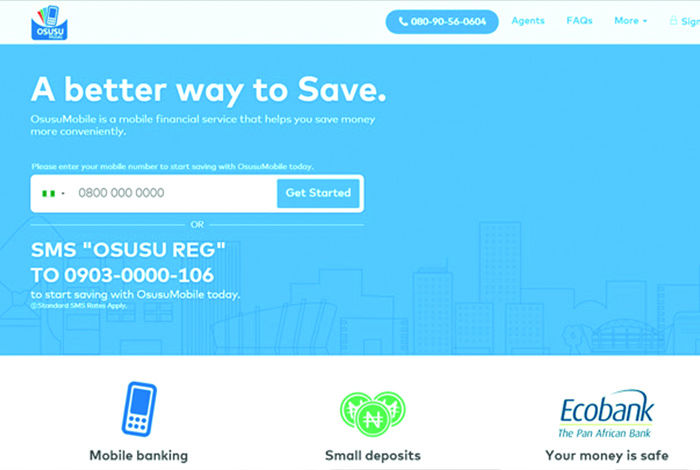 OSUSU
MOBILE
080-90-56-0604
Agents
FAQs
More
Sign
A better way to Save.
OsusuMobile is a mobile financial service that helps you save money
more conveniently.
Please enter your mobile number to start saving with OsusuMobile today.
0800 000 0000
Get Started
OR
SMS "OSUSU REG"
TO 0903-0000-106
to start saving with OsusuMobile today.
Standard SMS Rates Apply.
Ecobank
The Pan African Bank
Mobile banking
Small deposits
Your money is safe